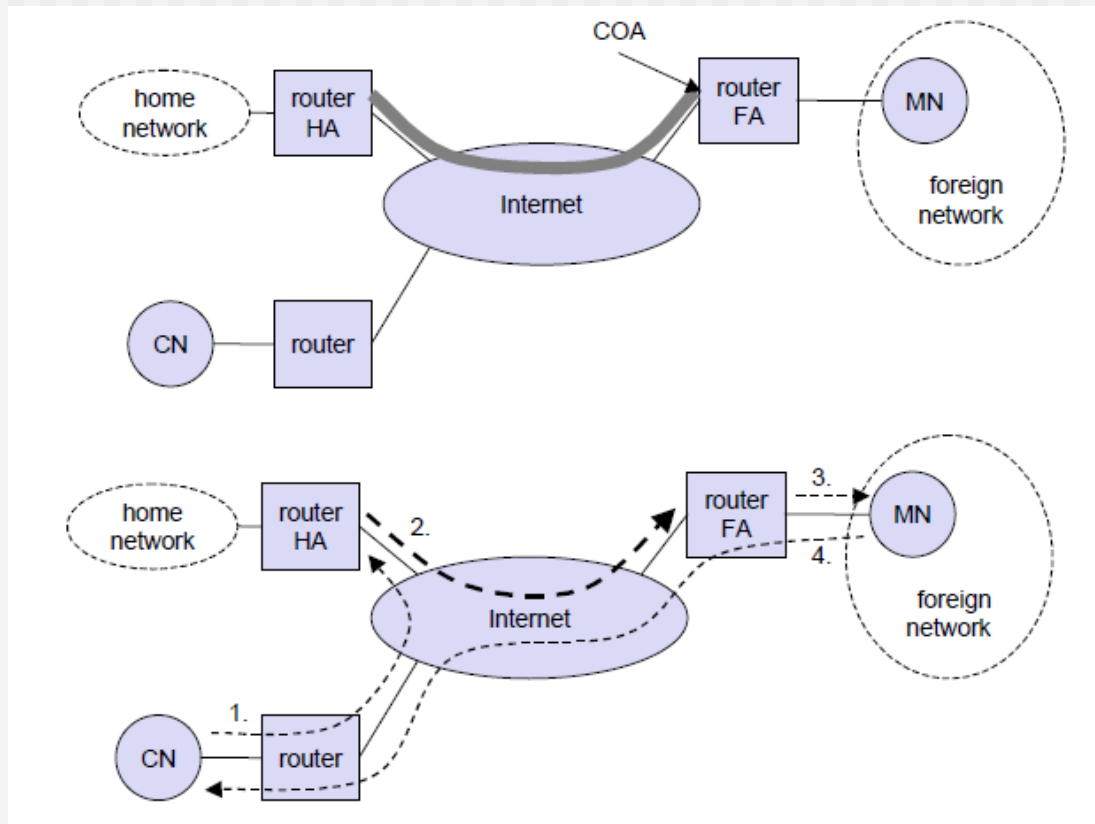 COA
home
network
router
HA
router
FA
MN
foreign
network
Internet
CN
router
home
network
router
HA
2.
router
FA
3.
MN
4.
foreign
network
Internet
1.
CN
router